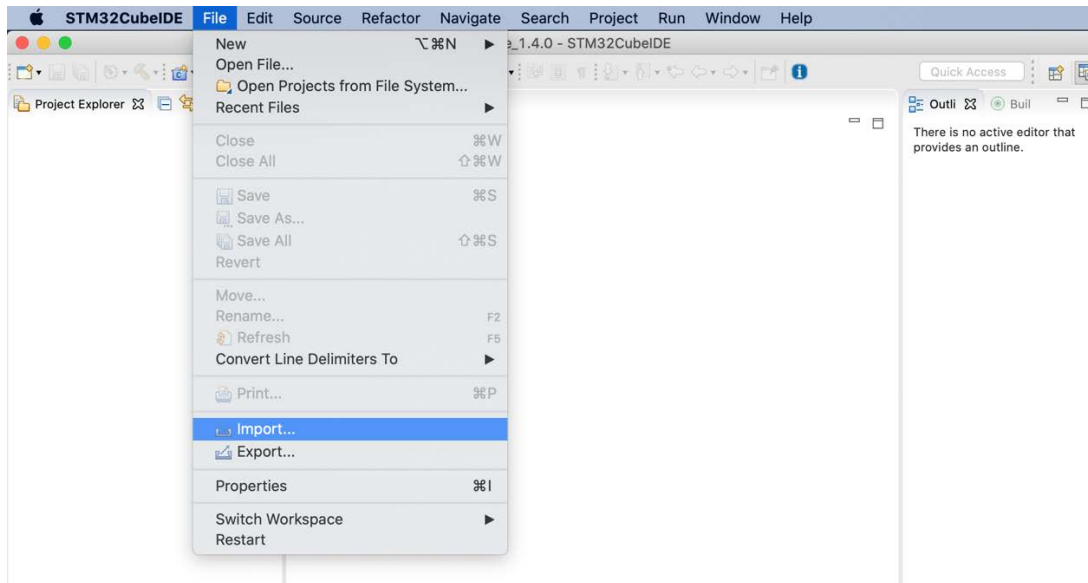 STM32CubeIDE File Edit Source Refactor Navigate Search Project Run Window Help
_1.4.0 - STM32CubeIDE
Quick Access
Project Explorer
Outli Buil
There is no active editor that
provides an outline.
New ⌥⌘N ▶
Open File...
Open Projects from File System...
Recent Files ▶
Close ⌘W
Close All ⇧⌘W
Save ⌘S
Save As...
Save All ⇧⌘S
Revert
Move...
Rename... F2
Refresh F5
Convert Line Delimiters To ▶
Print... ⌘P
Import...
Export...
Properties ⌘I
Switch Workspace ▶
Restart